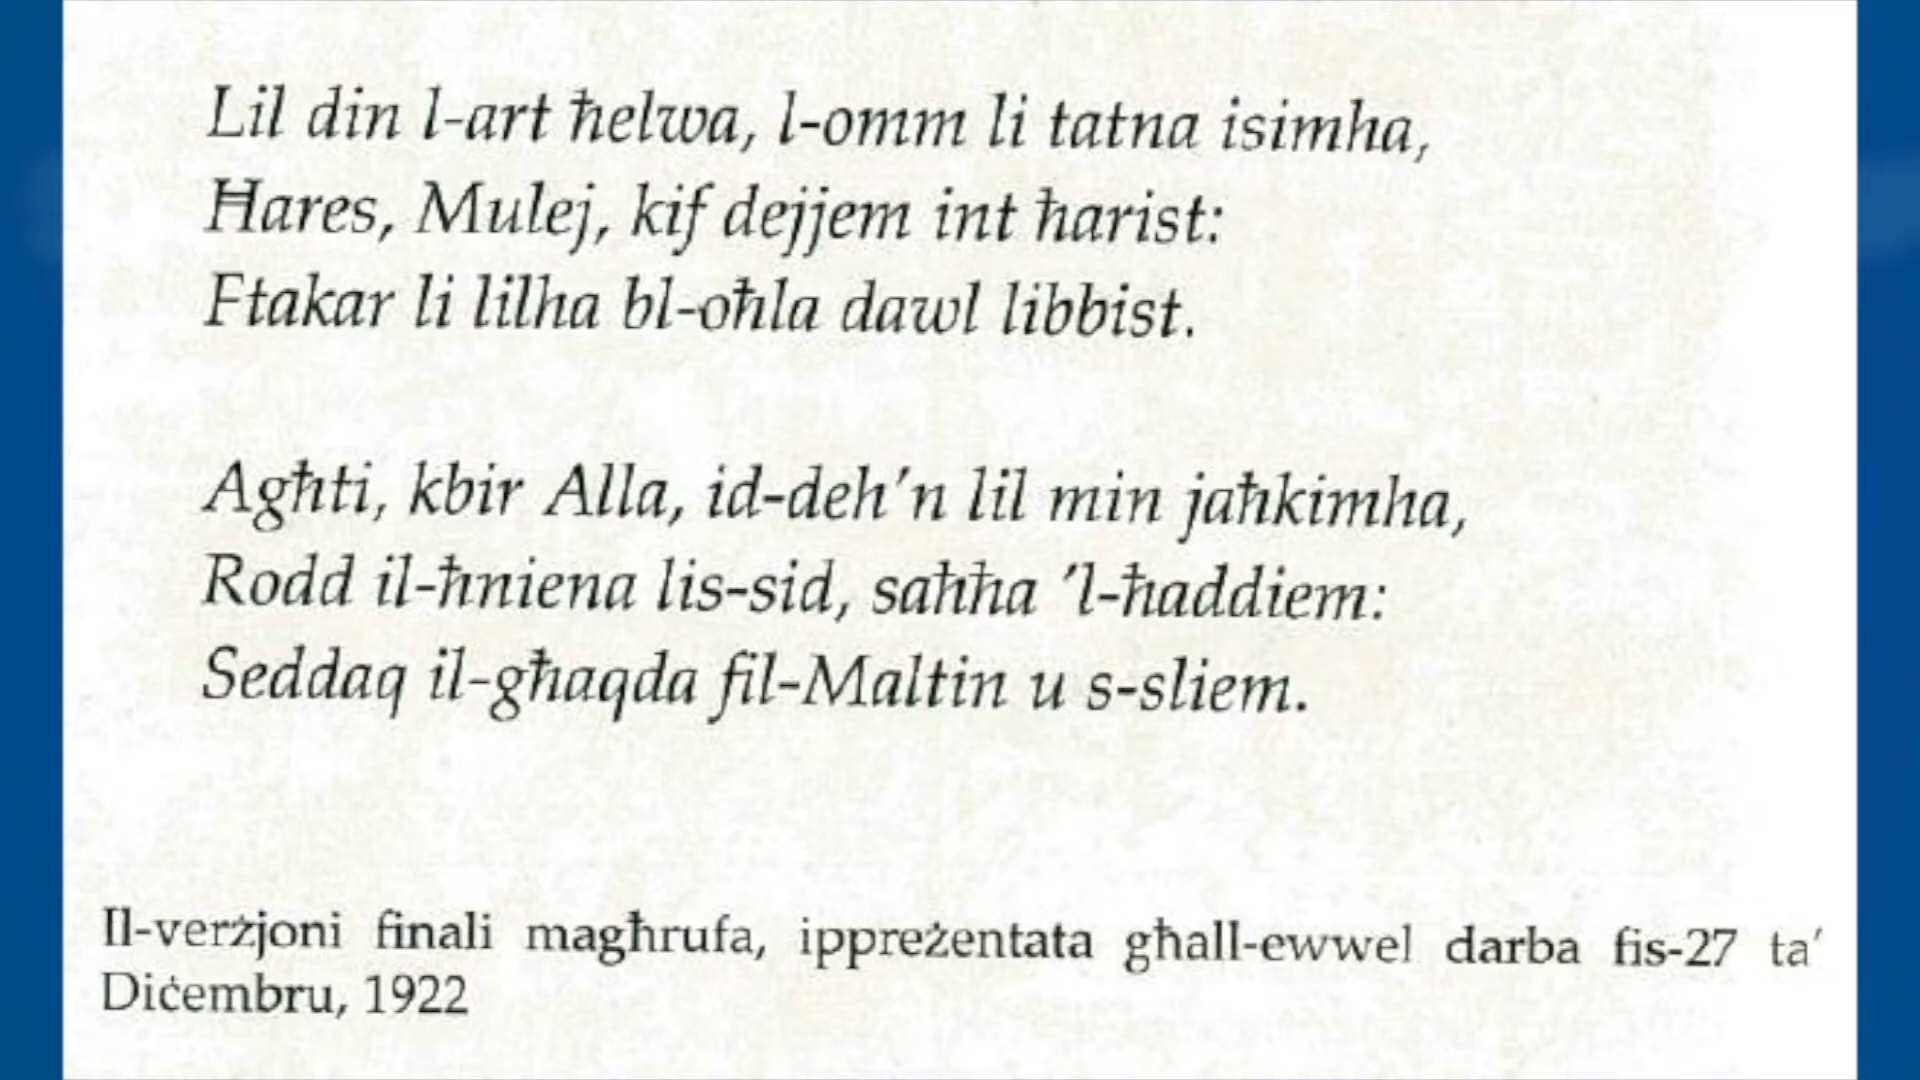 Lil din l-art ħelwa, l-omm li tatna isimha,
Ħares, Mulej, kif dejjem int ħarist:
Ftakar li lilha bl-oħla dawl libbist.
Agħti, kbir Alla, id-deh'n lil min jaħkimha,
Rodd il-ħniena lis-sid, saħħa 'l-ħaddiem:
Seddaq il-għaqda fil-Maltin u s-sliem.
Il-verżjoni finali magħrufa, ippreżentata għall-ewwel darba fis-27 ta'
Diċembru, 1922